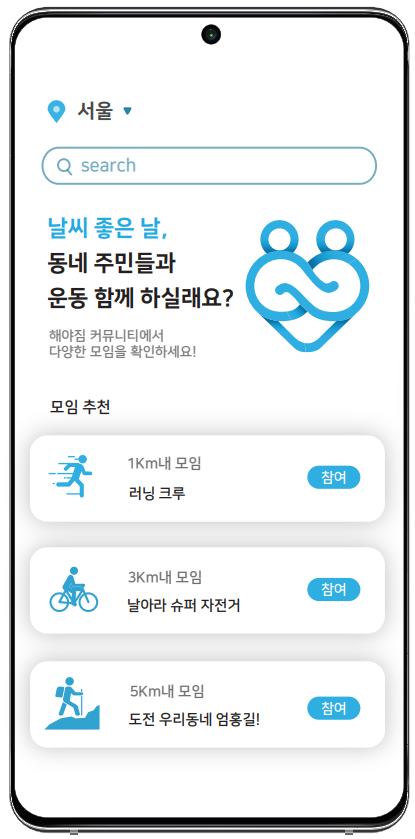 서울
search
날씨 좋은 날,
동네 주민들과
운동 함께 하실래요?
해야짐 커뮤니티에서
다양한 모임을 확인하세요!
모임 추천
1Km내 모임
러닝 크루
참여
3Km내 모임
날아라 슈퍼 자전거
참여
5Km내 모임
도전 우리동네 엄홍길!
참여